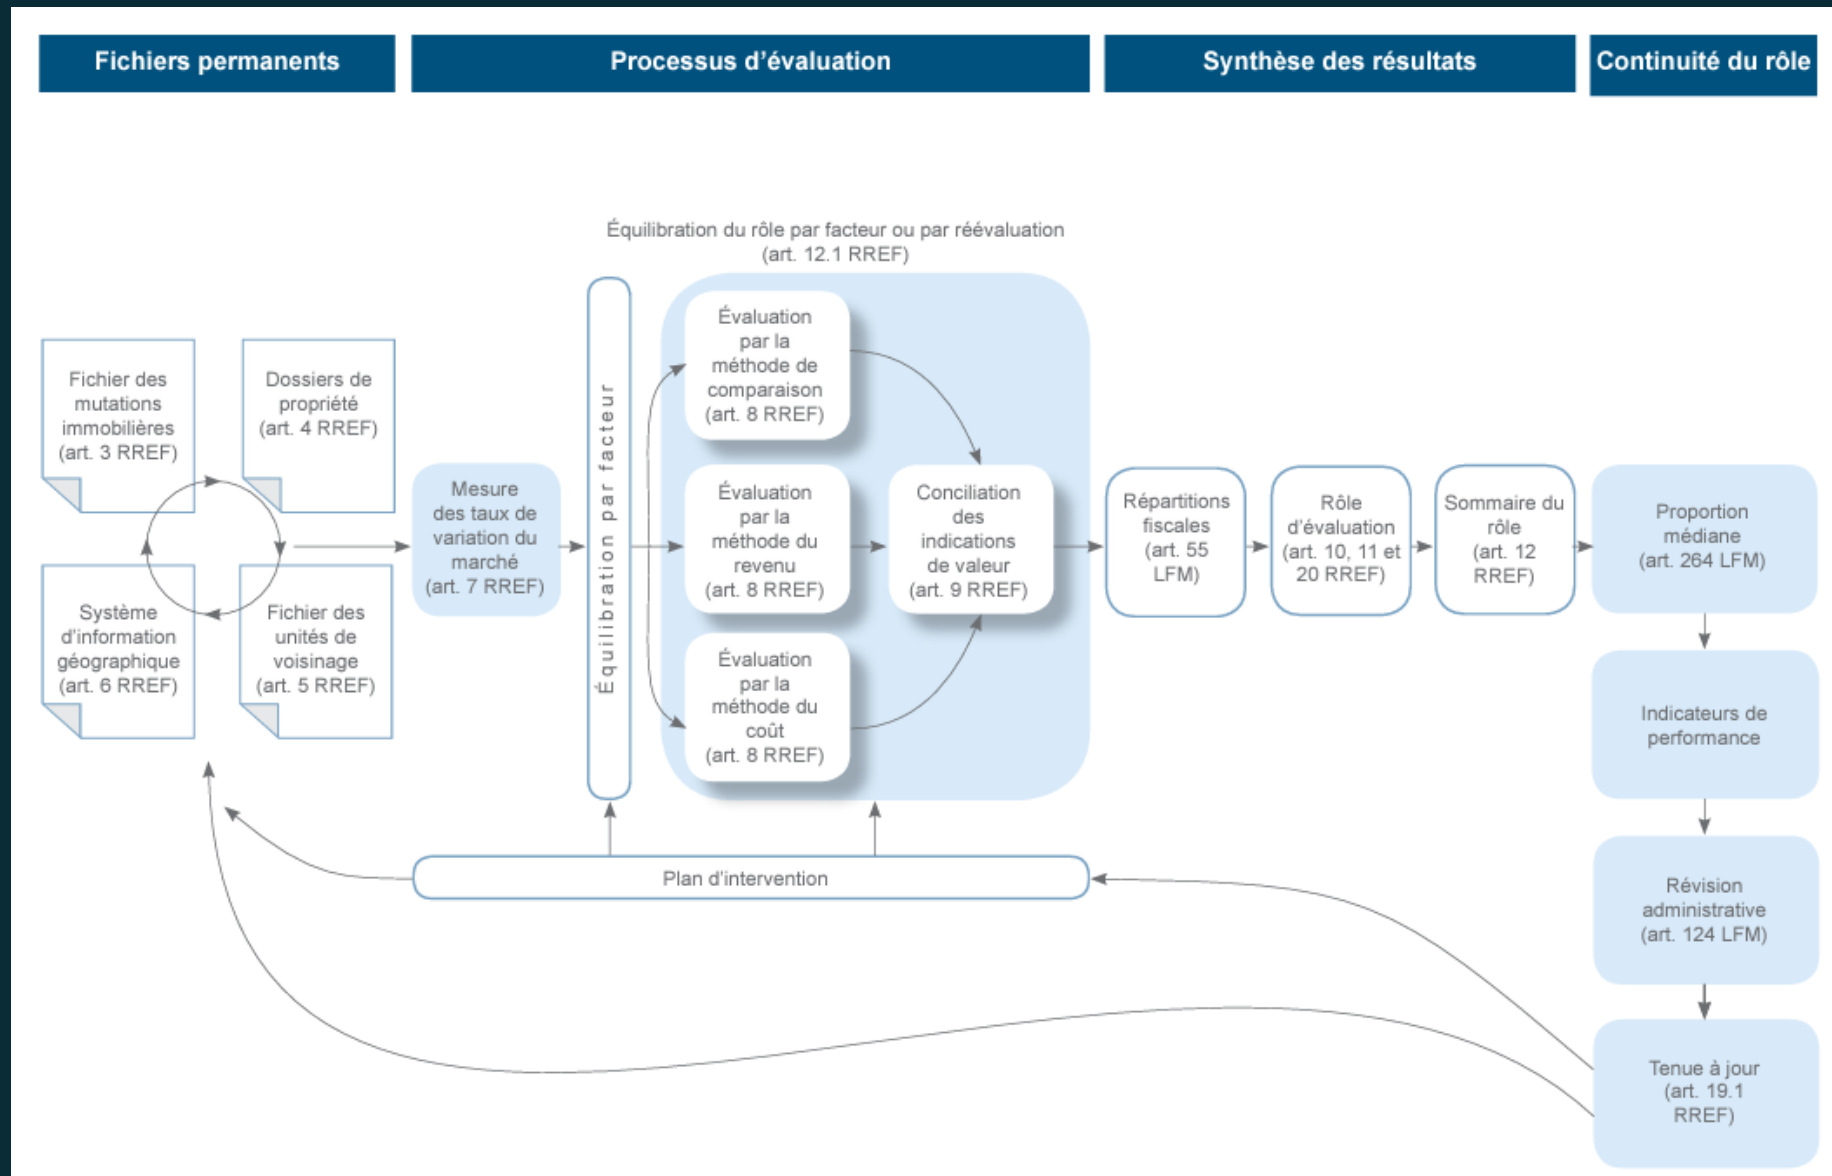 Fichiers permanents
Processus d'évaluation
Synthèse des résultats
Continuité du rôle
Équilibration du rôle par facteur ou par réévaluation
(art. 12.1 RREF)
Fichier des
mutations
immobilières
(art. 3 RREF)
Dossiers de
propriété
(art. 4 RREF)
Système
d'information
géographique
(art. 6 RREF)
Fichier des
unités de
voisinage
(art. 5 RREF)
Mesure
des taux de
variation du
marché
(art. 7 RREF)
Équilibration par facteur
Évaluation
par la
méthode de
comparaison
(art. 8 RREF)
Évaluation
par la
méthode du
revenu
(art. 8 RREF)
Évaluation
par la
méthode du
coût
(art. 8 RREF)
Conciliation
des
indications
de valeur
(art. 9 RREF)
Répartitions
fiscales
(art. 55
LFM)
Rôle
d'évaluation
(art. 10, 11 et
20 RREF)
Sommaire du
rôle
(art. 12
RREF)
Proportion
médiane
(art. 264 LFM)
Indicateurs de
performance
Révision
administrative
(art. 124 LFM)
Tenue à jour
(art. 19.1
RREF)
Plan d'intervention